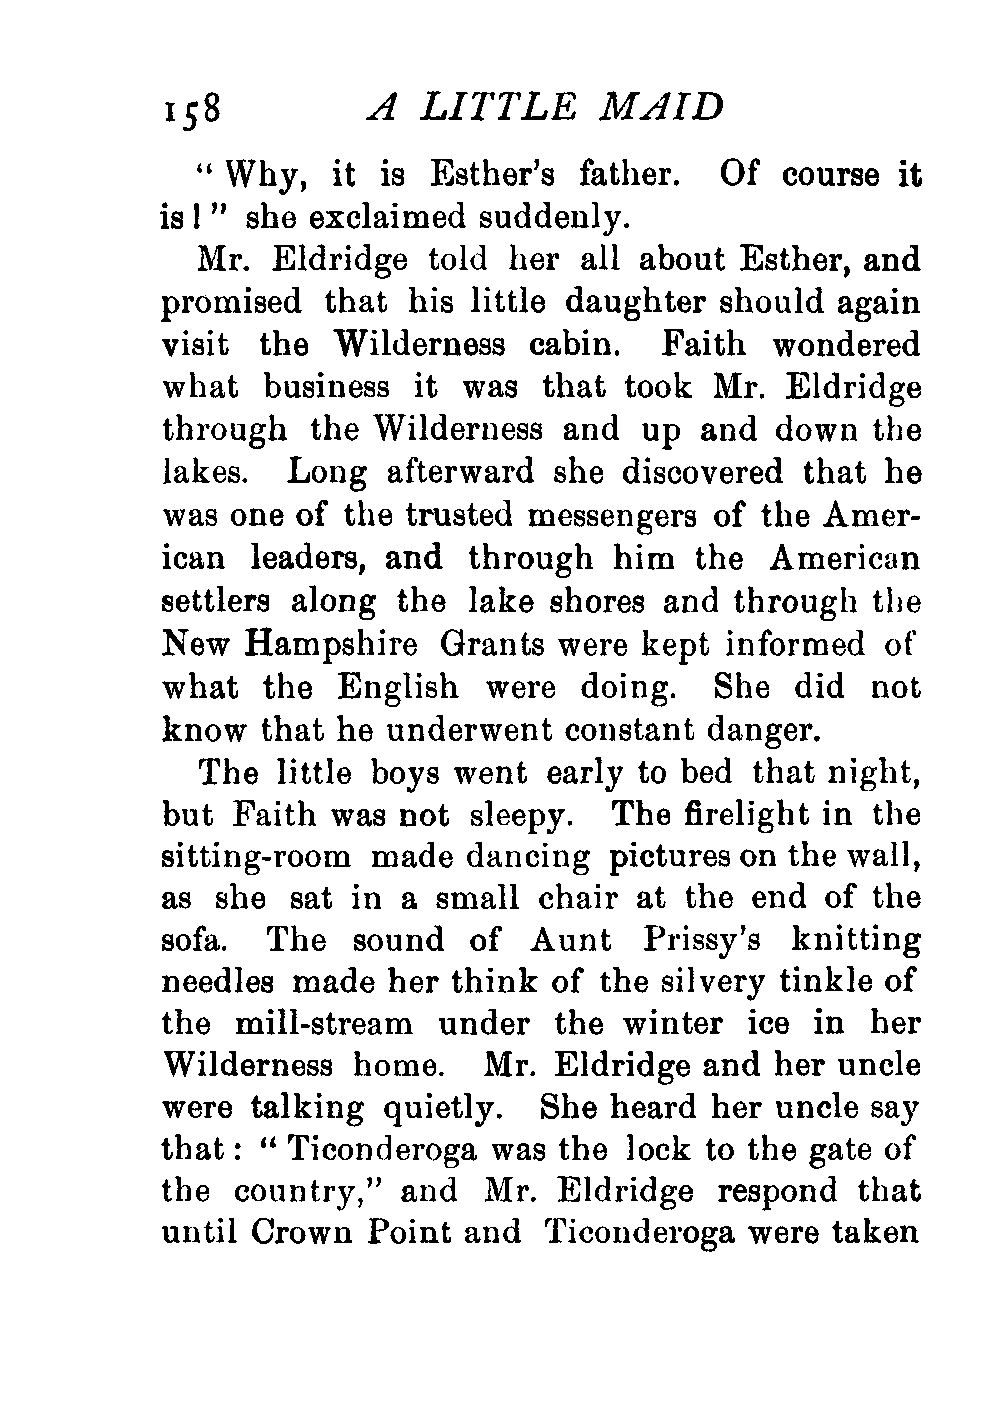 158 A LITTLE MAID
“ Why, it is Esther’s father. Of course it
is ! ” she exclaimed suddenly.
Mr. Eldridge told her all about Esther, and
promised that his little daughter should again
visit the Wilderness cabin. Faith wondered
what business it was that took Mr. Eldridge
through the Wilderness and up and down the
lakes. Long afterward she discovered that he
was one of the trusted messengers of the Amer-
ican leaders, and through him the American
settlers along the lake shores and through the
New Hampshire Grants were kept informed of
what the English were doing. She did not
know that he underwent constant danger.
The little boys went early to bed that night,
but Faith was not sleepy. The firelight in the
sitting-room made dancing pictures on the wall,
as she sat in a small chair at the end of the
sofa. The sound of Aunt Prissy’s knitting
needles made her think of the silvery tinkle of
the mill-stream under the winter ice in her
Wilderness home. Mr. Eldridge and her uncle
were talking quietly. She heard her uncle say
that : “ Ticonderoga was the lock to the gate of
the country,” and Mr. Eldridge respond that
until Crown Point and Ticonderoga were taken